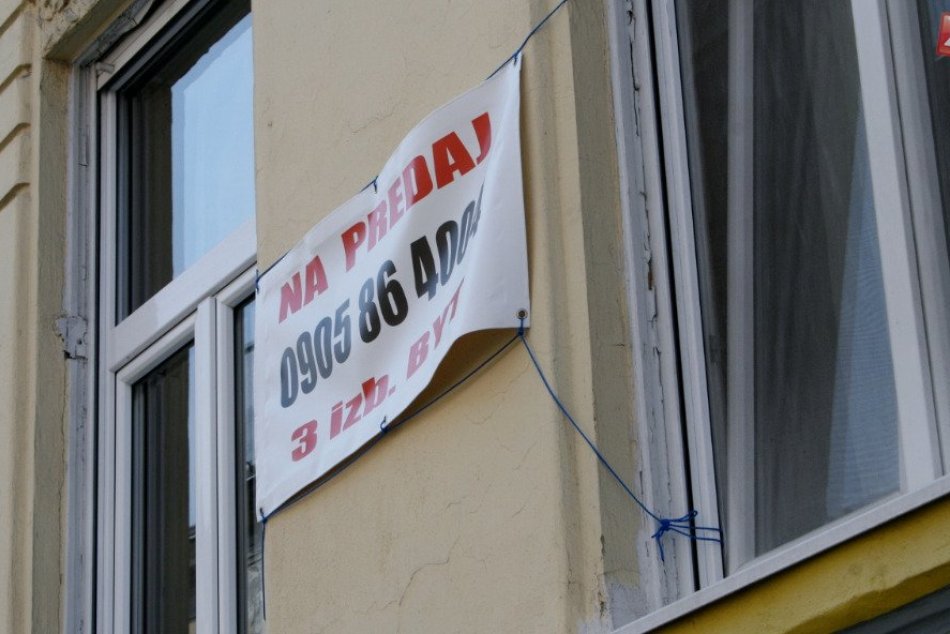 NA PREDAJ
0905 86 4004
3 izb. BYT